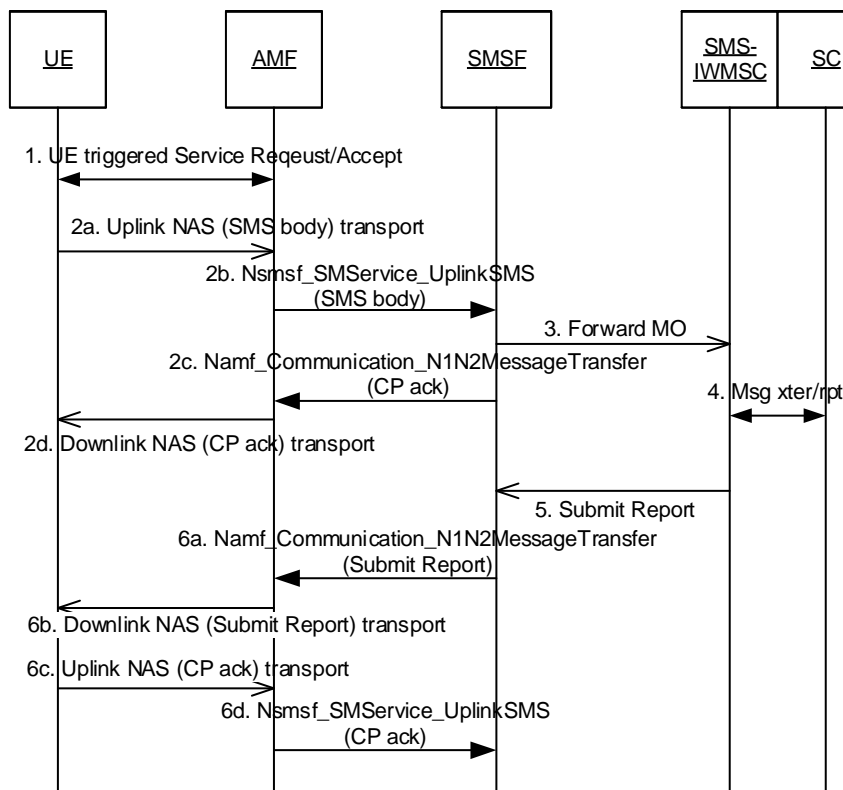 UE
AMF
SMSF
SMS-
IWMSC
SC
1. UE triggered Service Reqeust/Accept
2a. Uplink NAS (SMS body) transport
2b. Nsmsf_SMService_UplinkSMS
(SMS body)
3. Forward MO
2c. Namf_Communication_N1N2MessageTransfer
(CP ack)
4. Msg xter/rpt
2d. Downlink NAS (CP ack) transport
5. Submit Report
6a. Namf_Communication_N1N2MessageTransfer
(Submit Report)
6b. Downlink NAS (Submit Report) transport
6c. Uplink NAS (CP ack) transport
6d. Nsmsf_SMService_UplinkSMS
(CP ack)